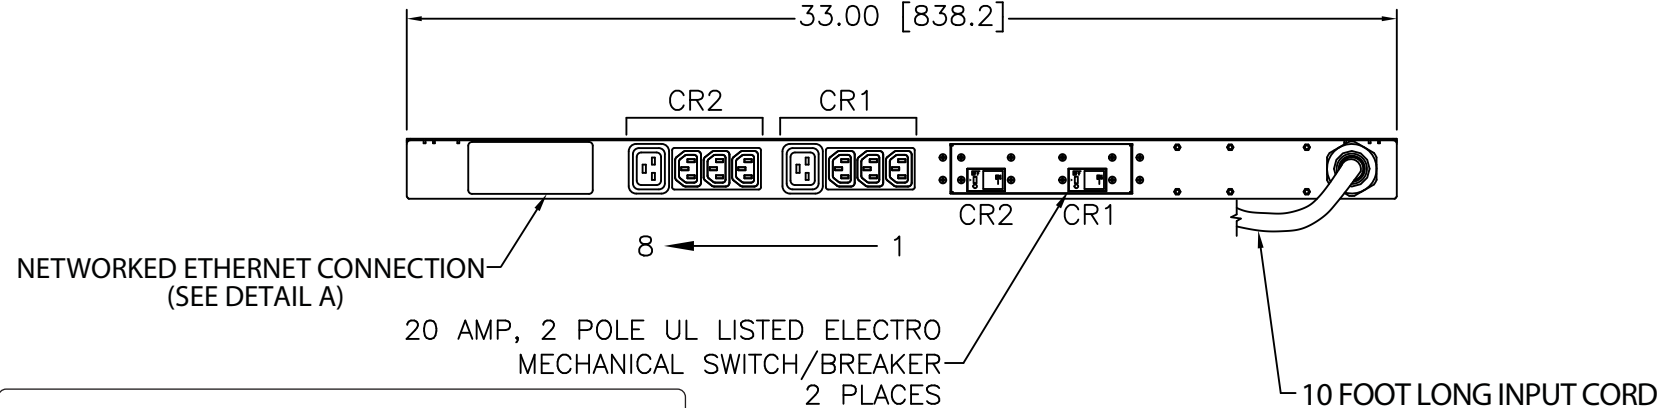 33.00 [838.2]
CR2 CR1
CR2 CR1
8 1
NETWORKED ETHERNET CONNECTION
(SEE DETAIL A)
20 AMP, 2 POLE UL LISTED ELECTRO
MECHANICAL SWITCH/BREAKER
2 PLACES
10 FOOT LONG INPUT CORD